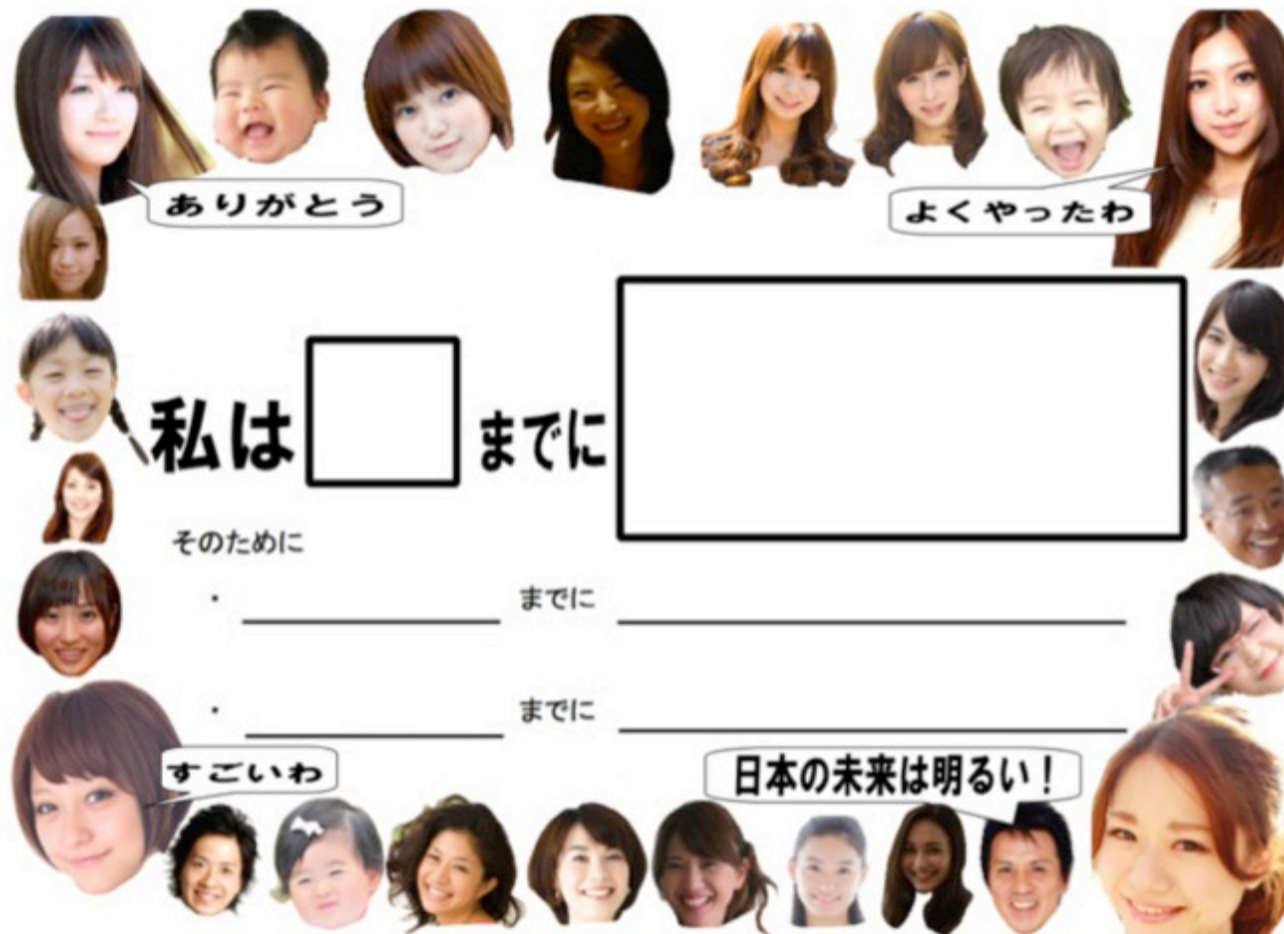 ありがとう
よくやったわ
私は
までに
そのために
・ までに
・ までに
すごいわ
日本の未来は明るい！